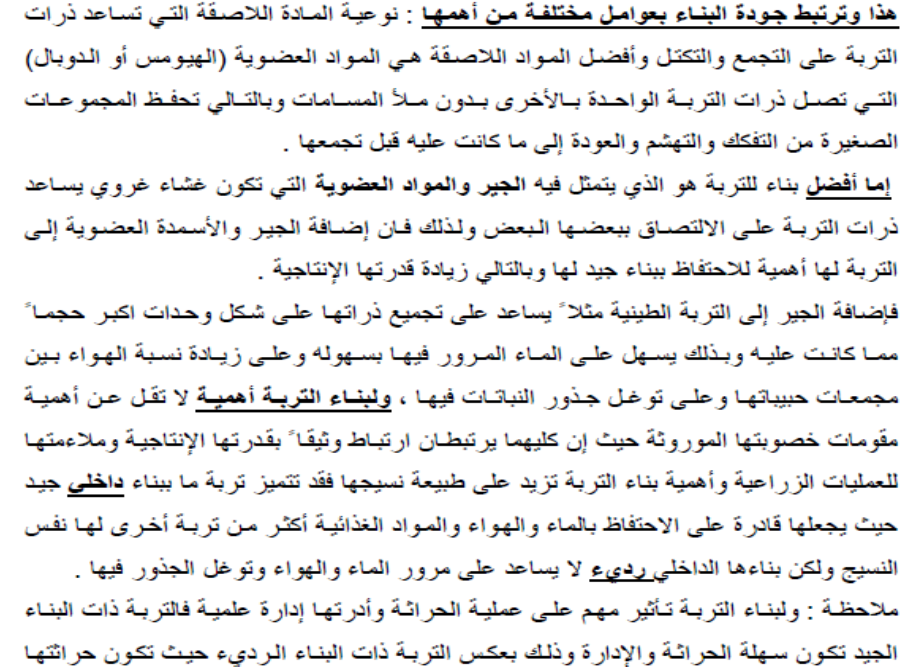 هذا وترتبط جودة البناء بعوامل مختلفة من أهمها : نوعية المادة اللاصقة التي تساعد ذرات
التربة على التجمع والتكتل وأفضل المواد اللاصقة هي المواد العضوية (الهيومس أو الدوبال)
التي تصل ذرات التربة الواحدة بالأخرى بدون ملأ المسامات وبالتالي تحفظ المجموعات
الصغيرة من التفكك والتهشم والعودة إلى ما كانت عليه قبل تجمعها .
إما أفضل بناء للتربة هو الذي يتمثل فيه الجير والمواد العضوية التي تكون غشاء غروي يساعد
ذرات التربة على الالتصاق ببعضها البعض ولذلك فان إضافة الجير والأسمدة العضوية إلى
التربة لها أهمية للاحتفاظ ببناء جيد لها وبالتالي زيادة قدرتها الإنتاجية .
فإضافة الجير إلى التربة الطينية مثلا ً يساعد على تجميع ذراتها على شكل وحدات اكبر حجما ً
مما كانت عليه وبذلك يسهل على الماء المرور فيها بسهوله وعلى زيادة نسبة الهواء بين
مجمعات حبيباتها وعلى توغل جذور النباتات فيها ، ولبناء التربة أهمية لا تقل عن أهمية
مقومات خصوبتها الموروثة حيث إن كليهما يرتبطان ارتباط وثيقا ً بقدرتها الإنتاجية وملاءمتها
للعمليات الزراعية وأهمية بناء التربة تزيد على طبيعة نسيجها فقد تتميز تربة ما ببناء داخلي جيد
حيث يجعلها قادرة على الاحتفاظ بالماء والهواء والمواد الغذائية أكثر من تربة أخرى لها نفس
النسيج ولكن بناءها الداخلي رديء لا يساعد على مرور الماء والهواء وتوغل الجذور فيها .
ملاحظة : ولبناء التربة تأثير مهم على عملية الحراثة وأدرتها إدارة علمية فالتربة ذات البناء
الجيد تكون سهلة الحراثة والإدارة وذلك بعكس التربة ذات البناء الرديء حيث تكون حراثتها